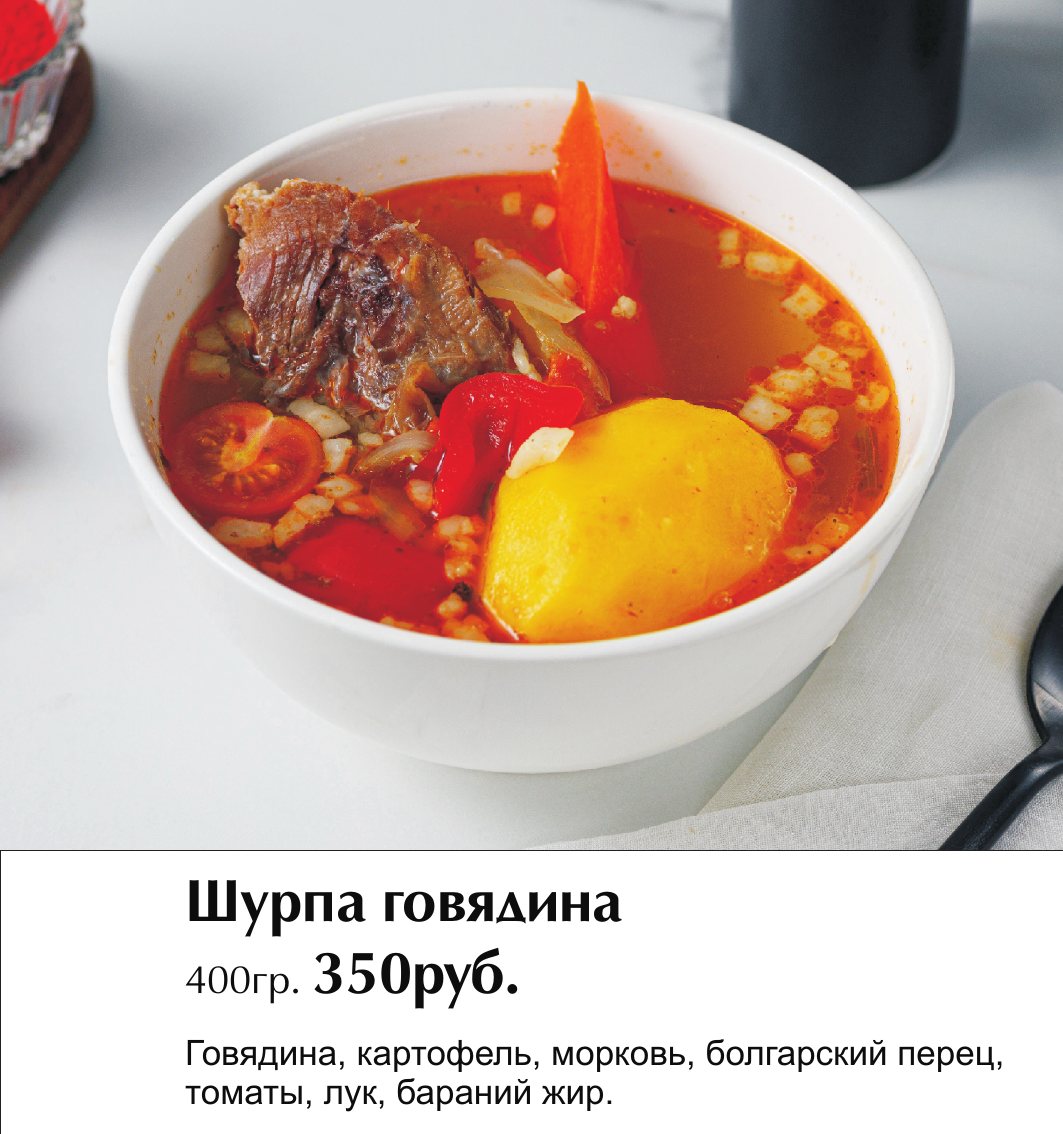 Шурпа говядина
400гр. 350руб.
Говядина, картофель, морковь, болгарский перец,
томаты, лук, бараний жир.